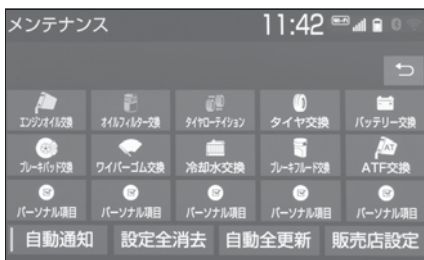 メンテナンス 11:42 Wi-Fi
エンジンオイル交換 オイルフィルター交換 タイヤローテイション タイヤ交換 バッテリー交換
ブレーキパッド交換 ワイパーゴム交換 冷却水交換 ブレーキフルード交換 ATF交換
パーソナル項目 パーソナル項目 パーソナル項目 パーソナル項目 パーソナル項目
自動通知 設定全消去 自動全更新 販売店設定